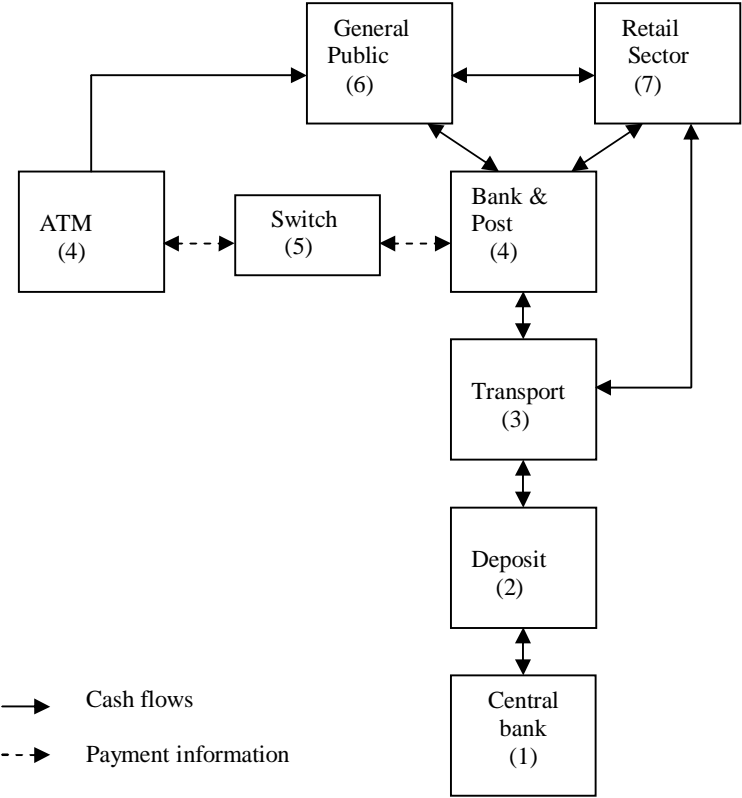 General
Public
(6)
Retail
Sector
(7)
ATM
(4)
Switch
(5)
Bank &
Post
(4)
Transport
(3)
Deposit
(2)
Central
bank
(1)
Cash flows
Payment information